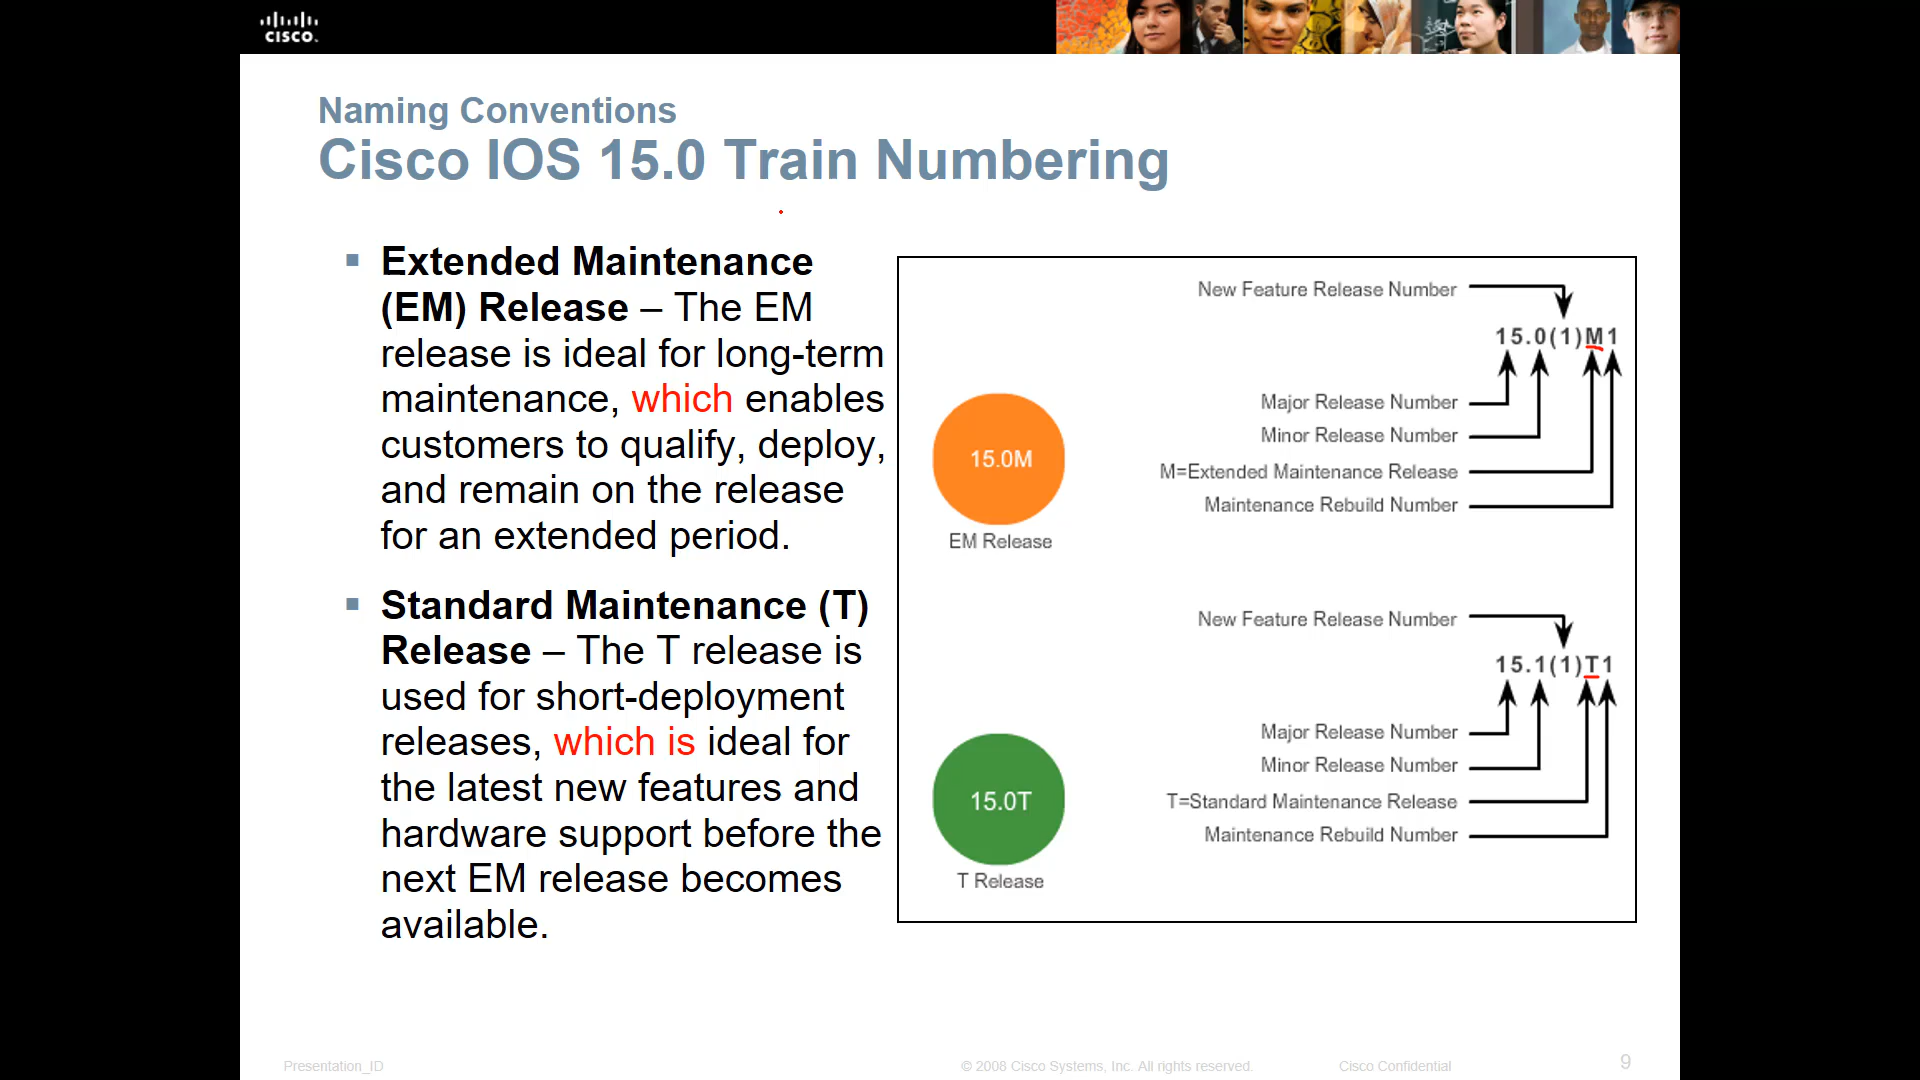 CISCO.
Naming Conventions
Cisco IOS 15.0 Train Numbering
Extended Maintenance
(EM) Release – The EM
release is ideal for long-term
maintenance, which enables
customers to qualify, deploy,
and remain on the release
for an extended period.
Standard Maintenance (T)
Release – The T release is
used for short-deployment
releases, which is ideal for
the latest new features and
hardware support before the
next EM release becomes
available.
New Feature Release Number
15.0(1)M1
Major Release Number
Minor Release Number
M=Extended Maintenance Release
Maintenance Rebuild Number
15.0M
EM Release
New Feature Release Number
15.1(1)T1
Major Release Number
Minor Release Number
T=Standard Maintenance Release
Maintenance Rebuild Number
15.0T
T Release
Presentation_ID
© 2008 Cisco Systems, Inc. All rights reserved.
Cisco Confidential
9